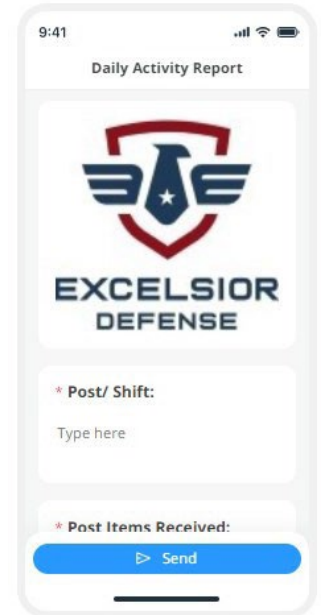 9:41
Daily Activity Report
EXCELSIOR
DEFENSE
* Post/ Shift:
Type here
* Post Items Received:
Send